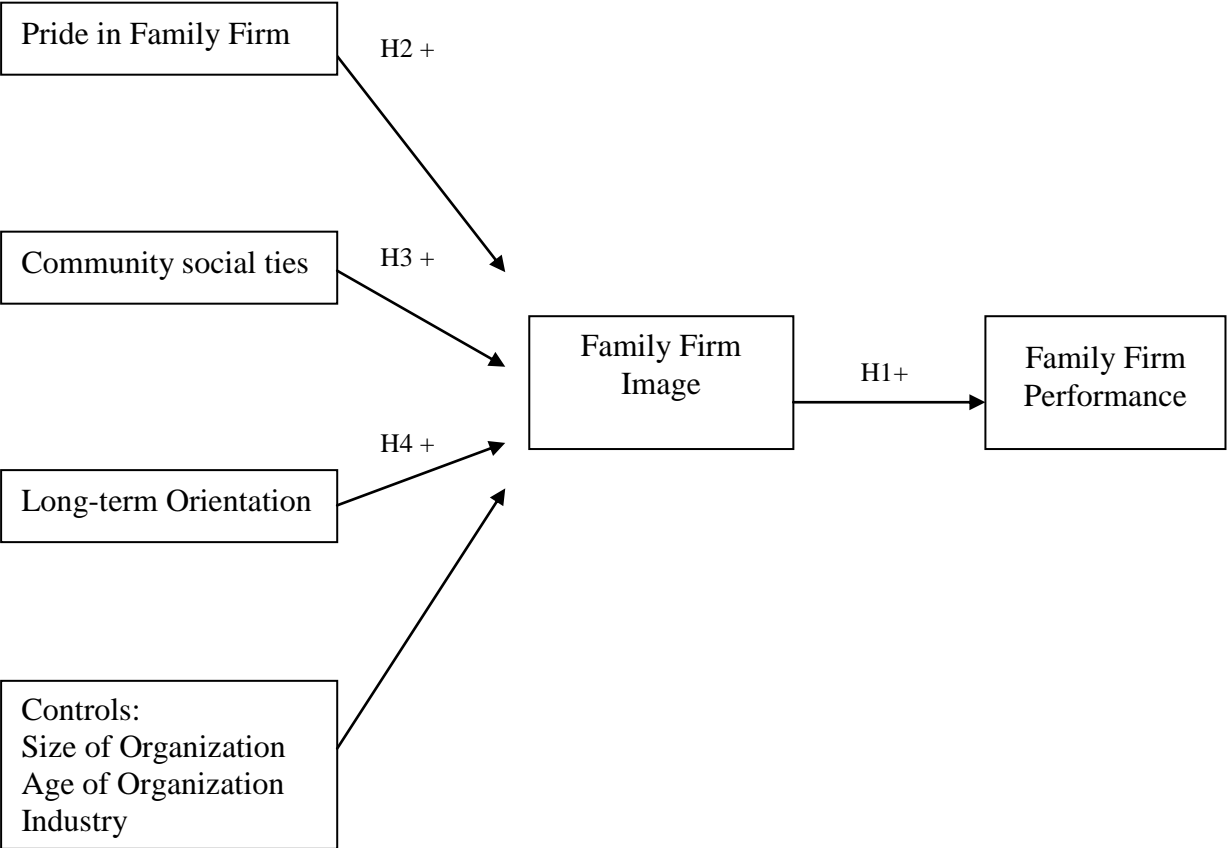 Pride in Family Firm
H2 +
Community social ties
H3 +
Family Firm
Image
H1+
Family Firm
Performance
H4 +
Long-term Orientation
Controls:
Size of Organization
Age of Organization
Industry